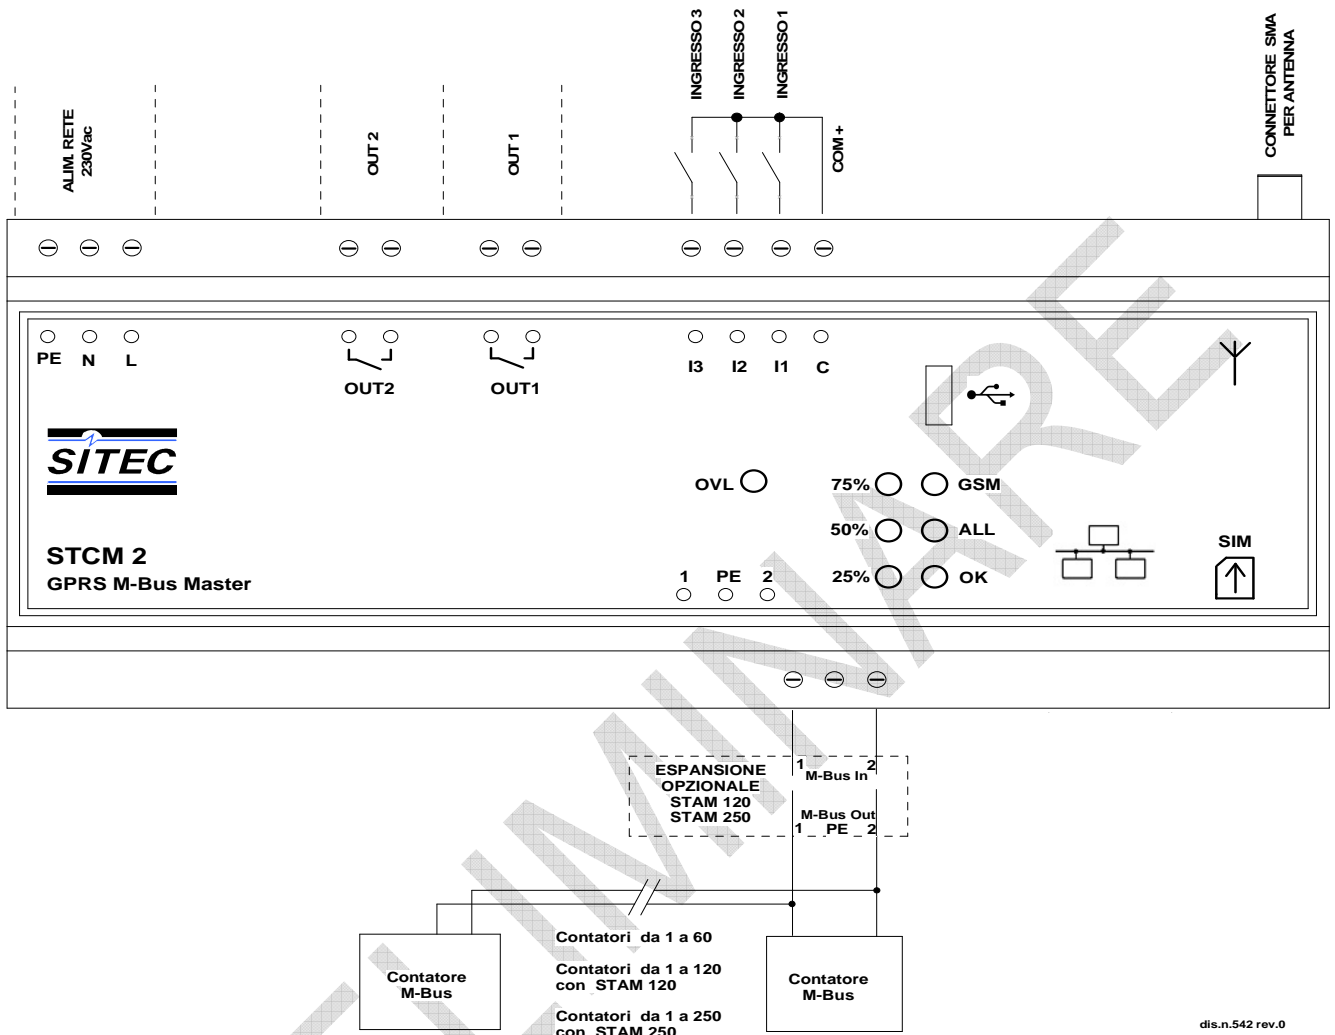 ALIM. RETE
230Vac
OUT 2
OUT 1
INGRESSO 3
INGRESSO 2
INGRESSO 1
COM +
CONNETTORE SMA
PER ANTENNA
PE N L
OUT2
OUT1
I3 I2 I1 C
SITEC
OVL
75% GSM
50% ALL
25% OK
STCM 2
GPRS M-Bus Master
1 PE 2
SIM
ESPANSIONE
OPZIONALE
STAM 120
STAM 250
1 2
M-Bus In
M-Bus Out
1 PE 2
Contatori da 1 a 60
Contatori da 1 a 120
con STAM 120
Contatori da 1 a 250
con STAM 250
Contatore
M-Bus
Contatore
M-Bus
dis.n.542 rev.0
LIMINARE